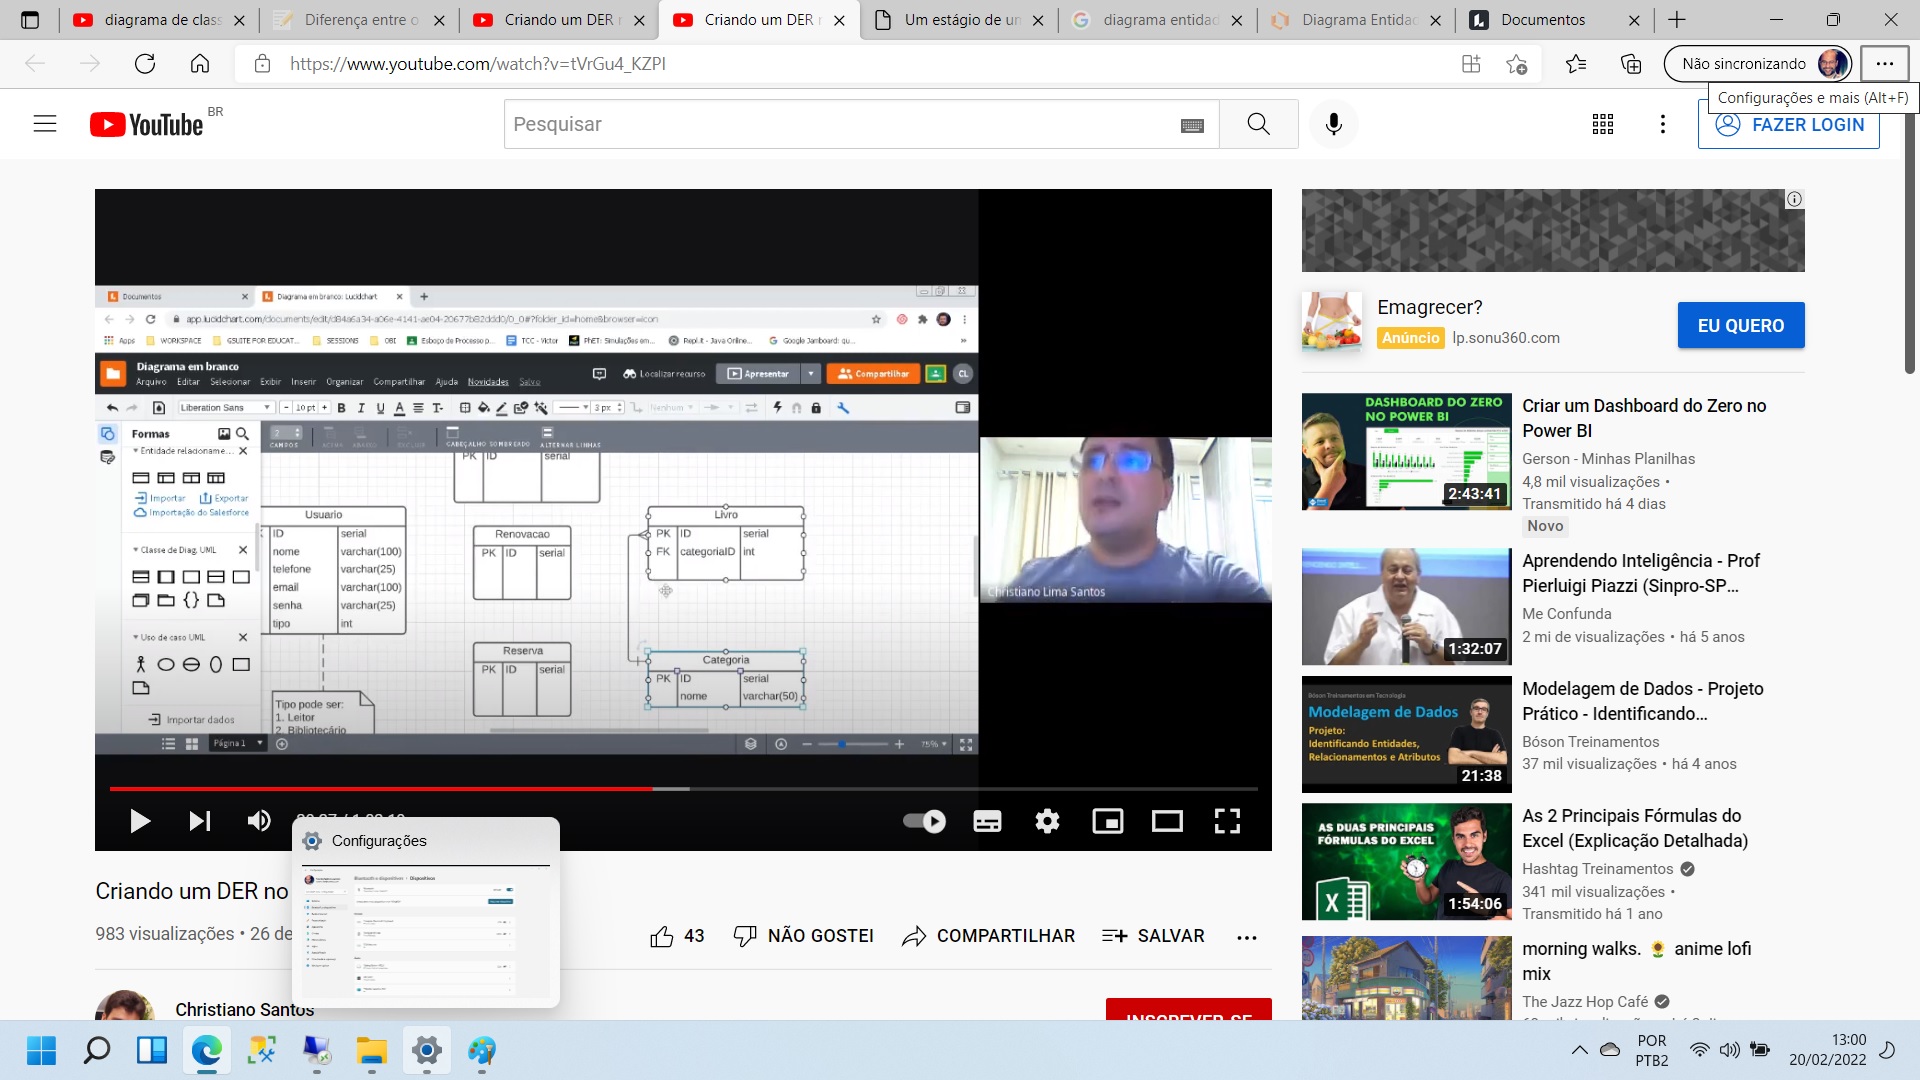 diagrama de class
Diferença entre o
Criando um DER n
Criando um DER n
Um estágio de um
diagrama entidad
Diagrama Entidad
Documentos
https://www.youtube.com/watch?v=tVrGu4_KZPI
Não sincronizando
Configurações e mais (Alt+F)
YouTube BR
Pesquisar
FAZER LOGIN
Documentos
Diagrama em branco: Lucidchart
app.lucidchart.com/documents/edit/d84a6a34-a06e-4141-ae04-20677b82ddd0/0_0#?folder_id=home&browser=icon
Apps
WORKSPACE
GSUITE FOR EDUCAT...
SESSIONS
OBI
Esboço de Processo p...
TCC - Victor
PhET: Simulações em...
Repl.it - Java Online...
Google Jamboard: qu...
Diagrama em branco
Arquivo Editar Selecionar Exibir Inserir Organizar Compartilhar Ajuda Novidades Salvo
Localizar recurso
Apresentar
Compartilhar
CL
Liberation Sans
- 10 pt +
B I U A T
3 px
Nenhum
Formas
2
CAMPOS
CABEÇALHO SOMBREADO
ALTERNAR LINHAS
Entidade relacioname...
Importar
Exportar
Importação do Salesforce
Classe de Diag. UML
Uso de caso UML
Importar dados
PK ID serial
Usuario
ID serial
nome varchar(100)
telefone varchar(25)
email varchar(100)
senha varchar(25)
tipo int
Tipo pode ser:
1. Leitor
2. Bibliotecário
Renovacao
PK ID serial
Reserva
PK ID serial
Livro
PK ID serial
FK categoriaID int
Categoria
PK ID serial
nome varchar(50)
Página 1
75%
Christiano Lima Santos
Configurações
Bluetooth e dispositivos › Dispositivos
Criando um DER no
983 visualizações • 26 de
43
NÃO GOSTEI
COMPARTILHAR
SALVAR
Christiano Santos
INSCREVER-SE
Emagrecer?
Anúncio lp.sonu360.com
EU QUERO
DASHBOARD DO ZERO
NO POWER BI
2:43:41
Criar um Dashboard do Zero no
Power BI
Gerson - Minhas Planilhas
4,8 mil visualizações •
Transmitido há 4 dias
Novo
1:32:07
Aprendendo Inteligência - Prof
Pierluigi Piazzi (Sinpro-SP...
Me Confunda
2 mi de visualizações • há 5 anos
Bóson Treinamentos em Tecnologia
Modelagem de Dados
Projeto:
Identificando Entidades,
Relacionamentos e Atributos
21:38
Modelagem de Dados - Projeto
Prático - Identificando...
Bóson Treinamentos
37 mil visualizações • há 4 anos
AS DUAS PRINCIPAIS
FÓRMULAS DO EXCEL
X
1:54:06
As 2 Principais Fórmulas do
Excel (Explicação Detalhada)
Hashtag Treinamentos
341 mil visualizações •
Transmitido há 1 ano
morning walks. 🌻 anime lofi
mix
The Jazz Hop Café
POR
PTB2
13:00
20/02/2022